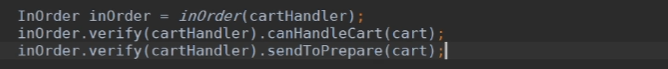 InOrder inOrder = inOrder(cartHandler);
inOrder.verify(cartHandler).canHandleCart(cart);
inOrder.verify(cartHandler).sendToPrepare(cart);